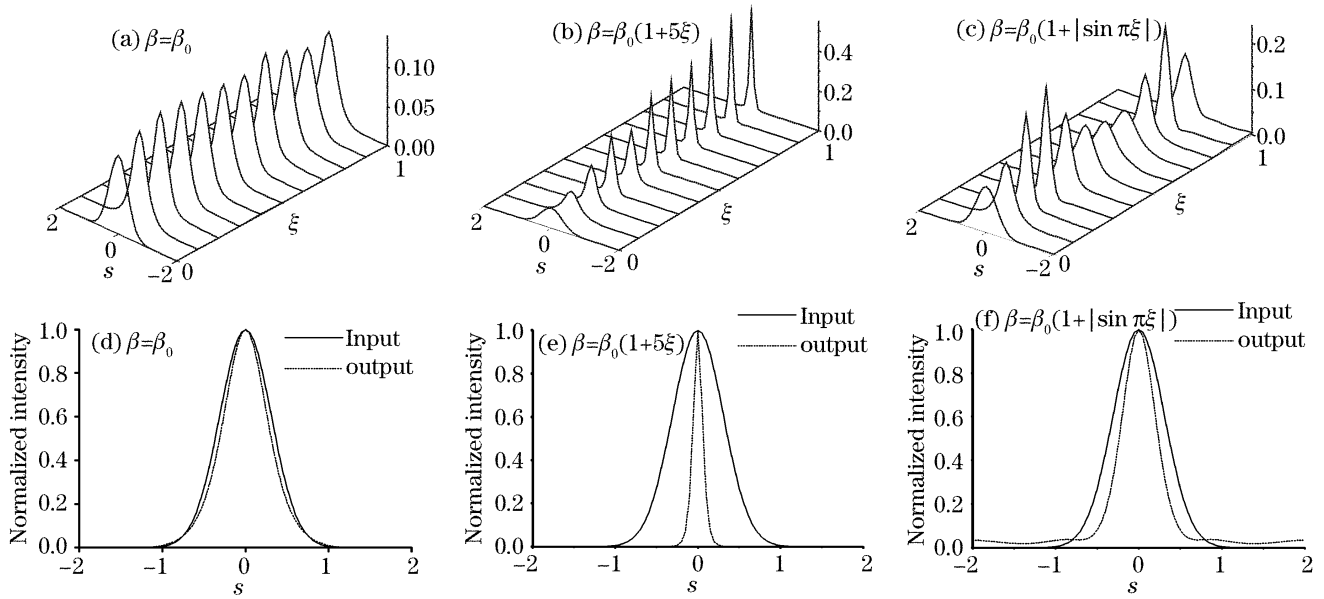 (a) β=β₀
0.10
0.05
0.00
1
ξ
2
0
s
−2
0
(b) β=β₀(1+5ξ)
0.4
0.2
0.0
1
ξ
2
0
s
−2
0
(c) β=β₀(1+|sin πξ|)
0.2
0.1
0.0
1
ξ
2
0
s
−2
0
(d) β=β₀
Input
output
Normalized intensity
1.0
0.8
0.6
0.4
0.2
0.0
−2 −1 0 1 2
s
(e) β=β₀(1+5ξ)
Input
output
Normalized intensity
1.0
0.8
0.6
0.4
0.2
0.0
−2 −1 0 1 2
s
(f) β=β₀(1+|sin πξ|)
Input
output
Normalized intensity
1.0
0.8
0.6
0.4
0.2
0.0
−2 −1 0 1 2
s